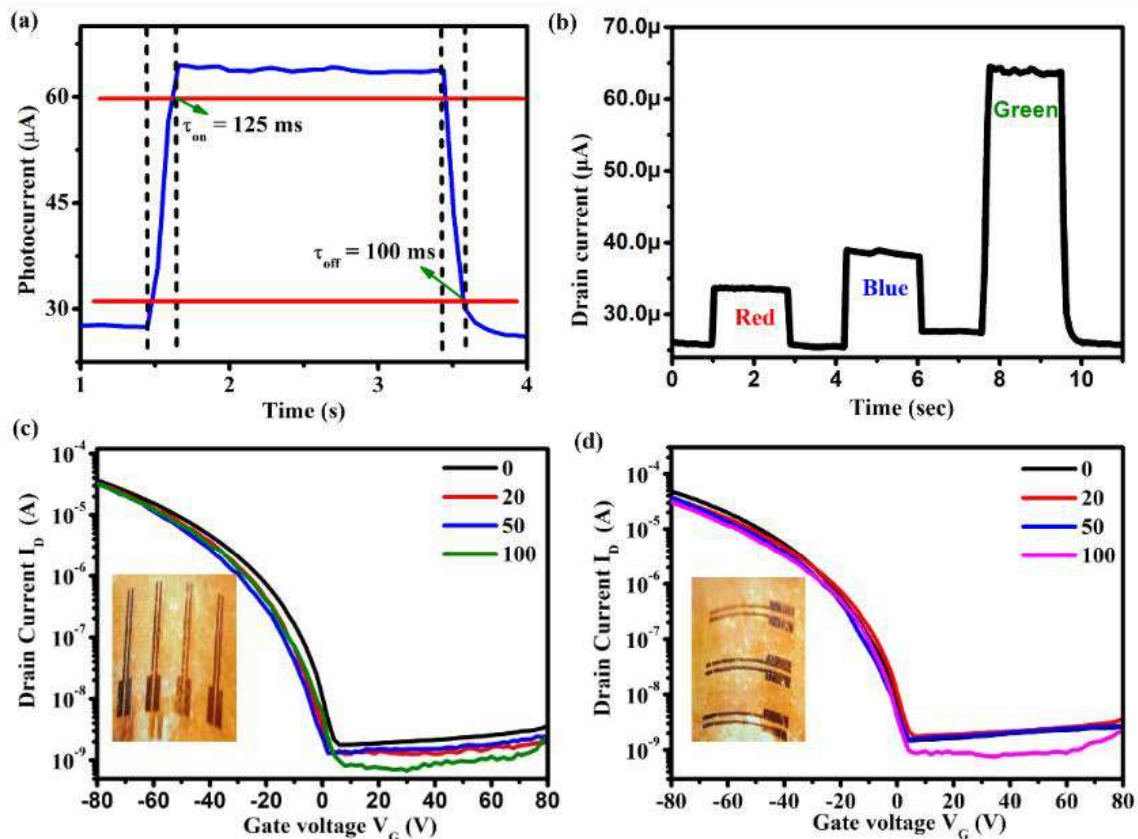 (a)
Photocurrent (μA)
60
45
30
τon = 125 ms
τoff = 100 ms
1 2 3 4
Time (s)
(b)
Drain current (μA)
70.0μ
60.0μ
50.0μ
40.0μ
30.0μ
Red
Blue
Green
0 2 4 6 8 10
Time (sec)
(c)
Drain Current I_D (A)
10^-4
10^-5
10^-6
10^-7
10^-8
10^-9
0
20
50
100
-80 -60 -40 -20 0 20 40 60 80
Gate voltage V_G (V)
(d)
Drain Current I_D (A)
10^-4
10^-5
10^-6
10^-7
10^-8
10^-9
0
20
50
100
-80 -60 -40 -20 0 20 40 60 80
Gate voltage V_G (V)